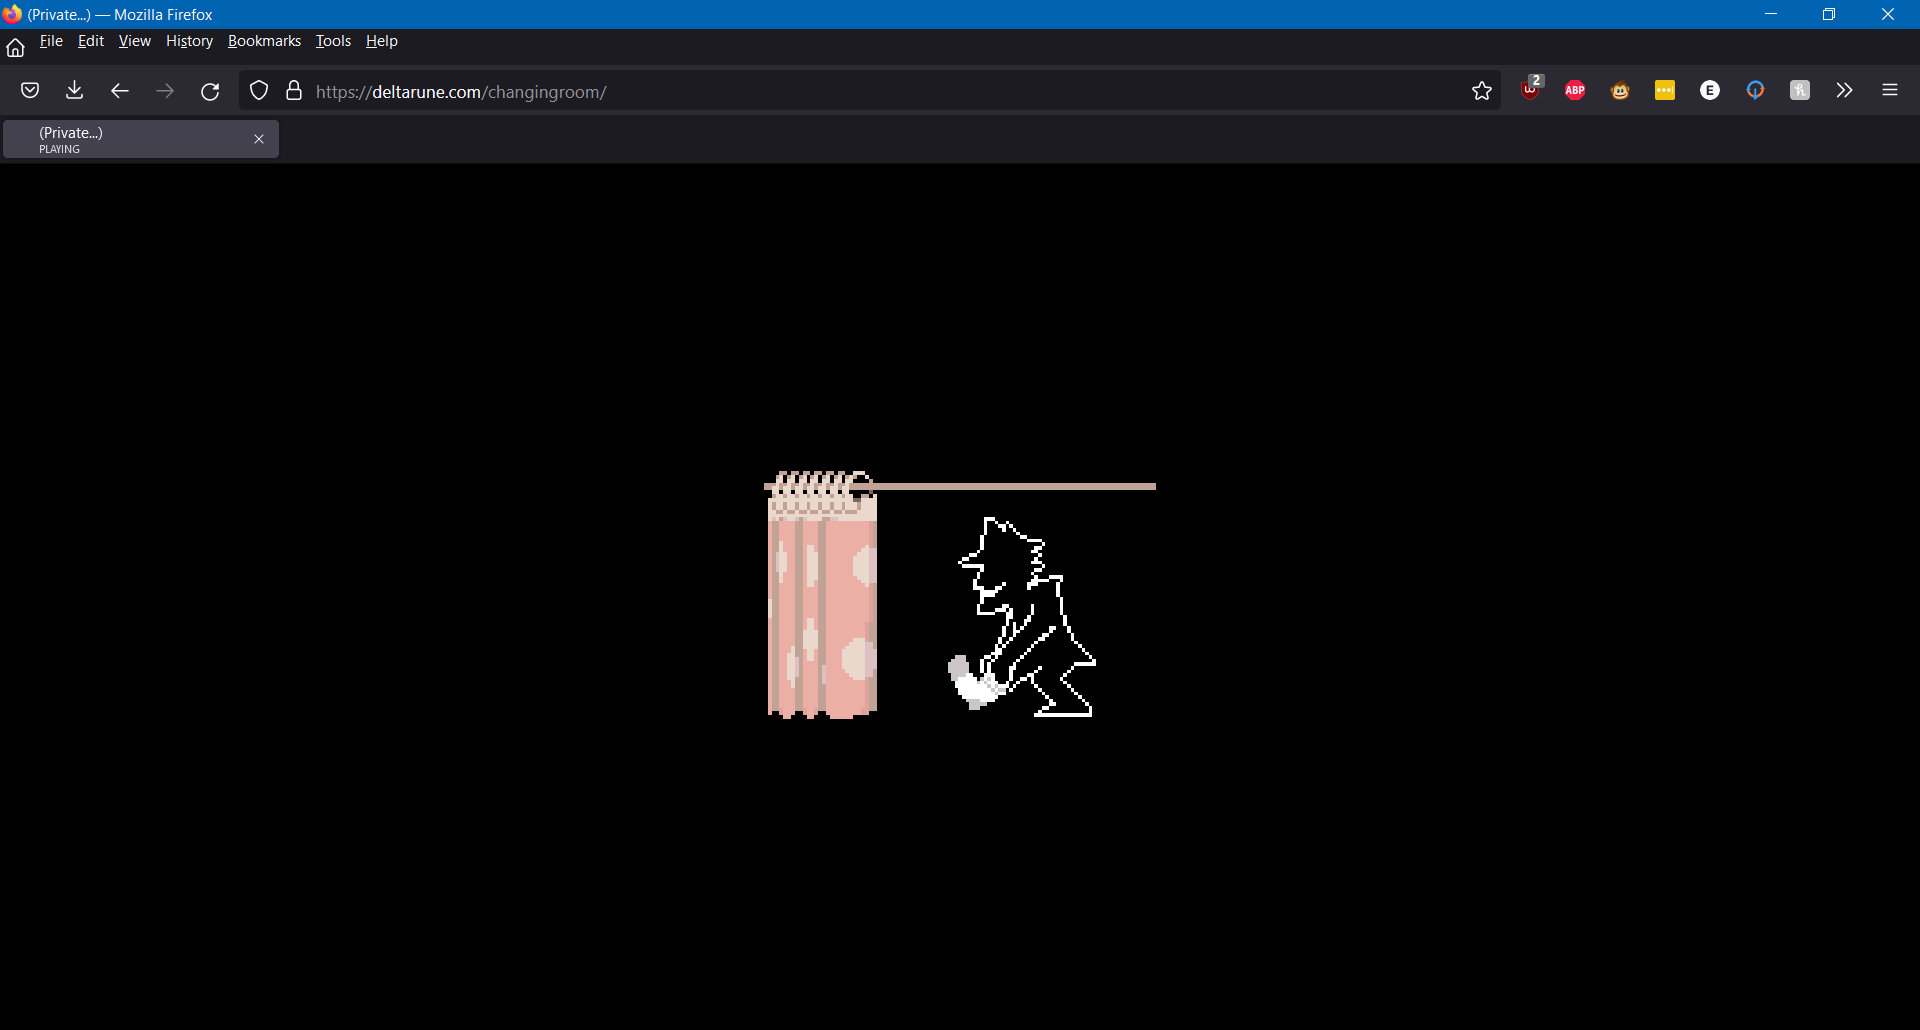 (Private...) — Mozilla Firefox
File Edit View History Bookmarks Tools Help
https://deltarune.com/changingroom/
2
ABP
E
(Private...)
PLAYING